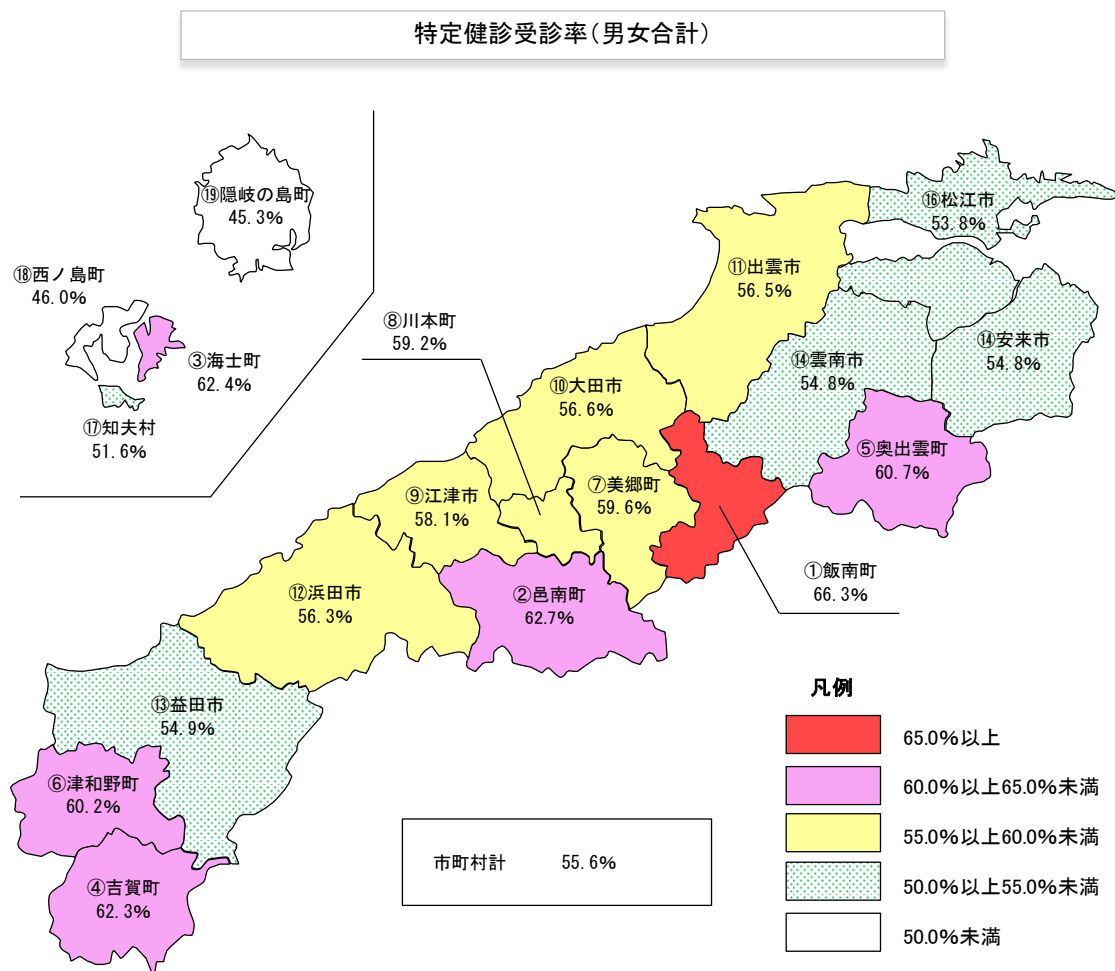 特定健診受診率(男女合計)
⑲隠岐の島町
45.3%
⑱西ノ島町
46.0%
③海士町
62.4%
⑰知夫村
51.6%
⑯松江市
53.8%
⑪出雲市
56.5%
⑧川本町
59.2%
⑭安来市
54.8%
⑭雲南市
54.8%
⑩大田市
56.6%
⑤奥出雲町
60.7%
⑦美郷町
59.6%
⑨江津市
58.1%
①飯南町
66.3%
②邑南町
62.7%
⑫浜田市
56.3%
⑬益田市
54.9%
⑥津和野町
60.2%
④吉賀町
62.3%
市町村計 55.6%
凡例
65.0%以上
60.0%以上65.0%未満
55.0%以上60.0%未満
50.0%以上55.0%未満
50.0%未満